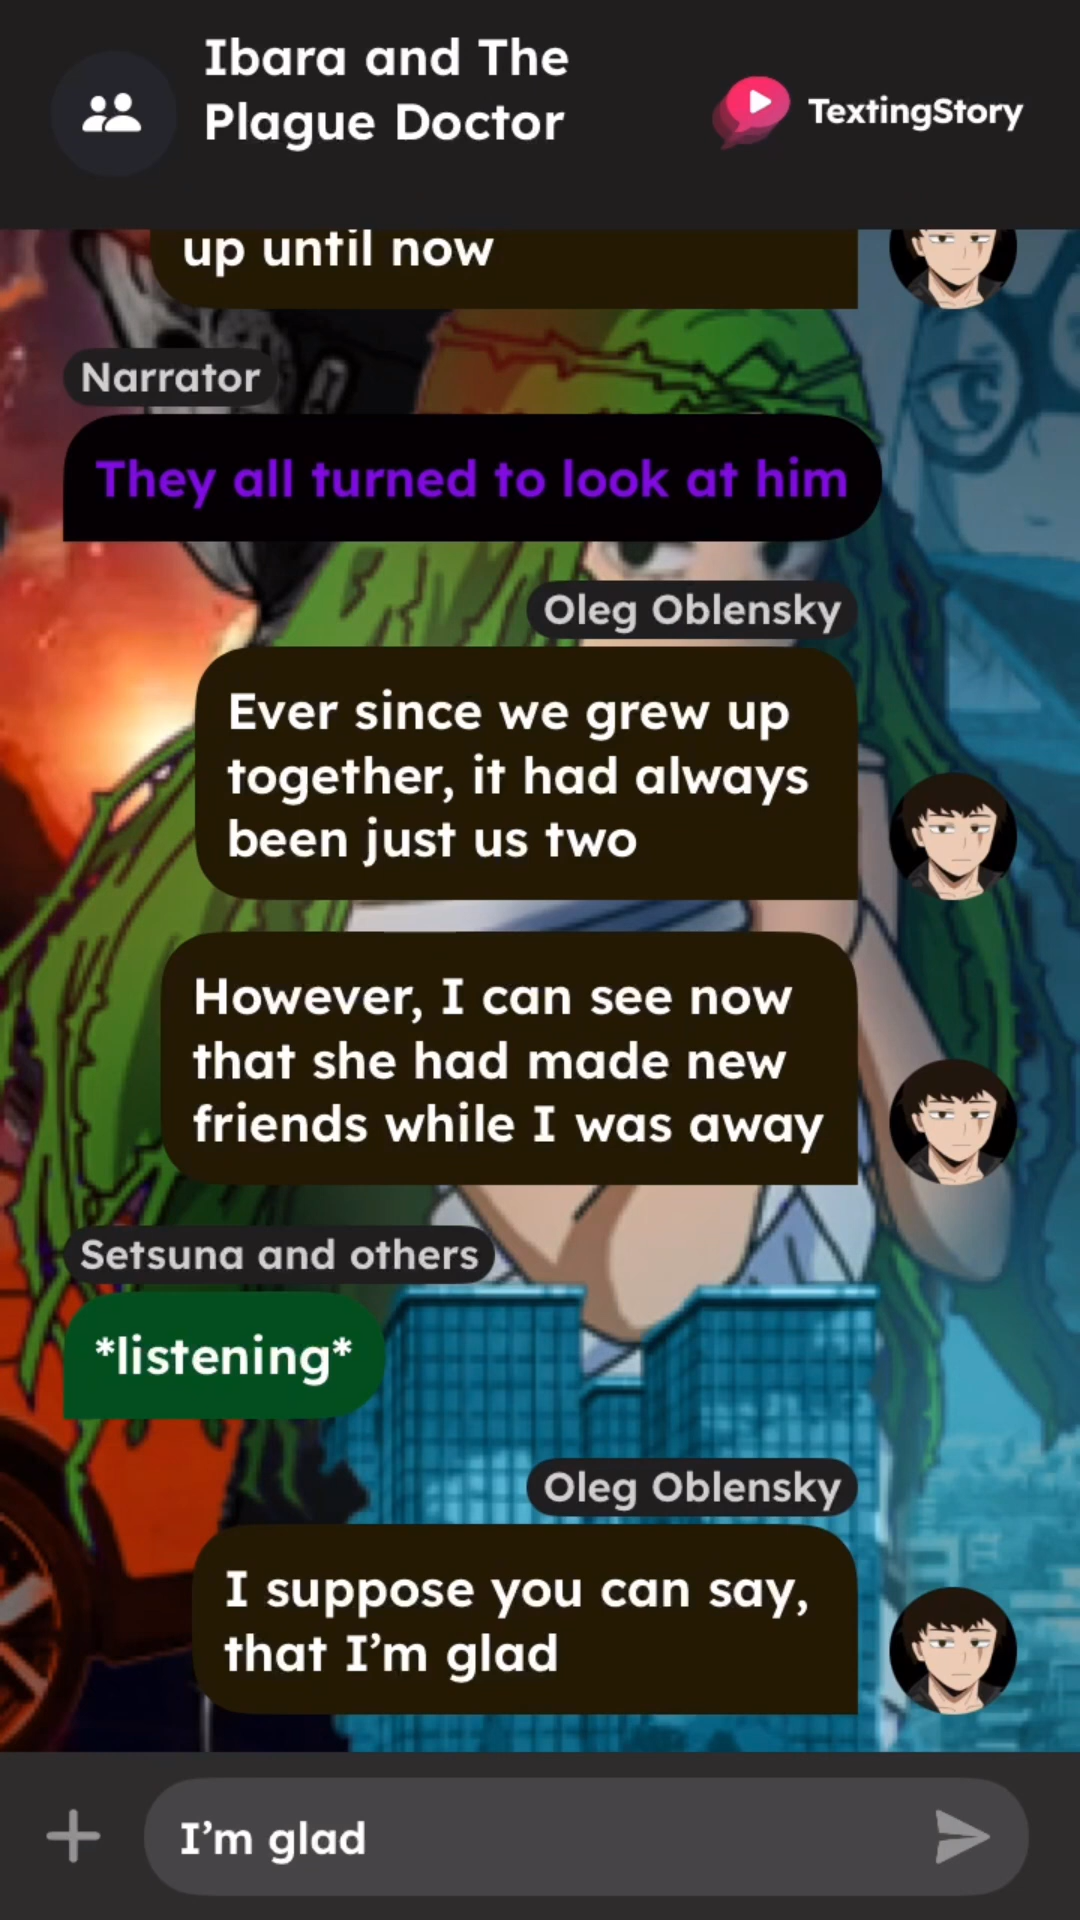 Ibara and The
Plague Doctor
TextingStory
up until now
Narrator
They all turned to look at him
Oleg Oblensky
Ever since we grew up
together, it had always
been just us two
However, I can see now
that she had made new
friends while I was away
Setsuna and others
*listening*
Oleg Oblensky
I suppose you can say,
that I’m glad
I’m glad